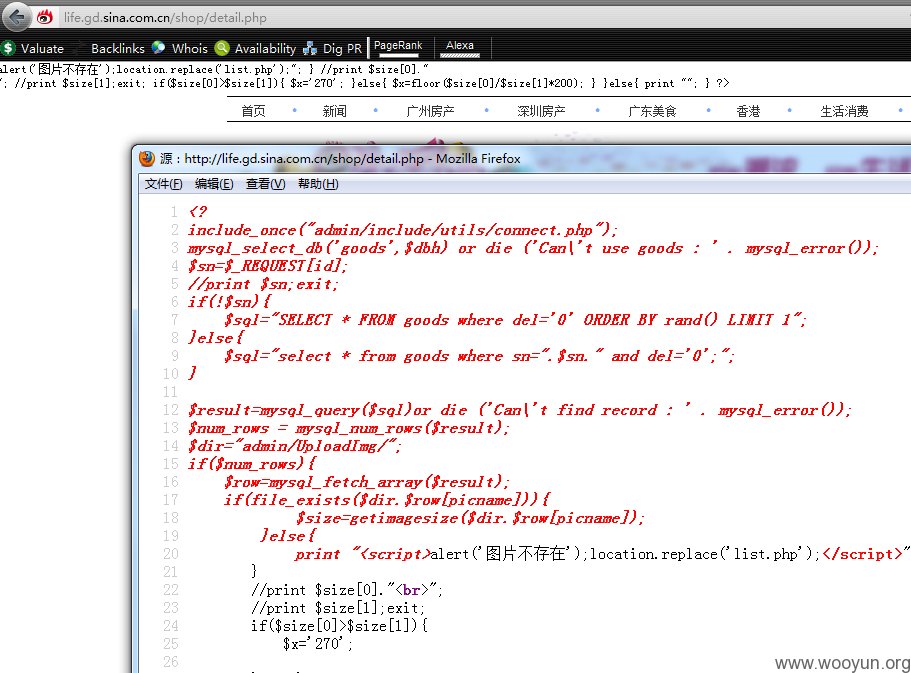 life.gd.sina.com.cn/shop/detail.php
Valuate Backlinks Whois Availability Dig PR PageRank Alexa
alert('图片不存在');location.replace('list.php');"; } //print $size[0]."
"; //print $size[1];exit; if($size[0]>$size[1]){ $x='270'; }else{ $x=floor($size[0]/$size[1]*200); } }else{ print ""; } ?>
首页 • 新闻 • 广州房产 • 深圳房产 • 广东美食 • 香港 • 生活消费 •
源：http://life.gd.sina.com.cn/shop/detail.php - Mozilla Firefox
文件(F) 编辑(E) 查看(V) 帮助(H)
1 <?
2 include_once("admin/include/utils/connect.php");
3 mysql_select_db('goods',$dbh) or die ('Can\'t use goods : ' . mysql_error());
4 $sn=$_REQUEST[id];
5 //print $sn;exit;
6 if(!$sn){
7 $sql="SELECT * FROM goods where del='0' ORDER BY rand() LIMIT 1";
8 }else{
9 $sql="select * from goods where sn=".$sn." and del='0';";
10 }
11
12 $result=mysql_query($sql)or die ('Can\'t find record : ' . mysql_error());
13 $num_rows = mysql_num_rows($result);
14 $dir="admin/UploadImg/";
15 if($num_rows){
16 $row=mysql_fetch_array($result);
17 if(file_exists($dir.$row[picname])){
18 $size=getimagesize($dir.$row[picname]);
19 }else{
20 print "<script>alert('图片不存在');location.replace('list.php');</script>"
21 }
22 //print $size[0]."<br>";
23 //print $size[1];exit;
24 if($size[0]>$size[1]){
25 $x='270';
26
www.wooyun.org